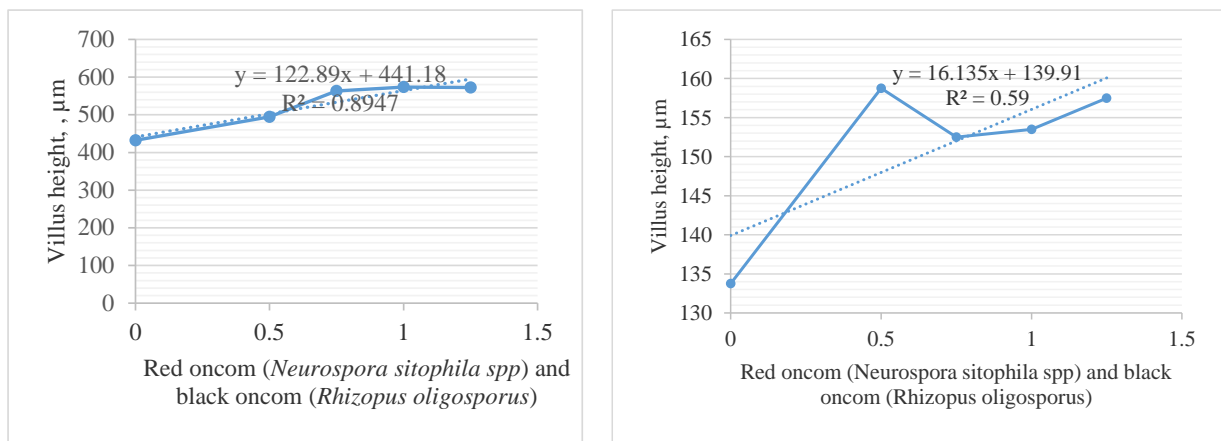 700
600
500
400
300
200
100
0
Villus height, , µm
y = 122.89x + 441.18
R² = 0.8947
0 0.5 1 1.5
Red oncom (Neurospora sitophila spp) and
black oncom (Rhizopus oligosporus)
165
160
155
150
145
140
135
130
Villus height, µm
y = 16.135x + 139.91
R² = 0.59
0 0.5 1 1.5
Red oncom (Neurospora sitophila spp) and black
oncom (Rhizopus oligosporus)